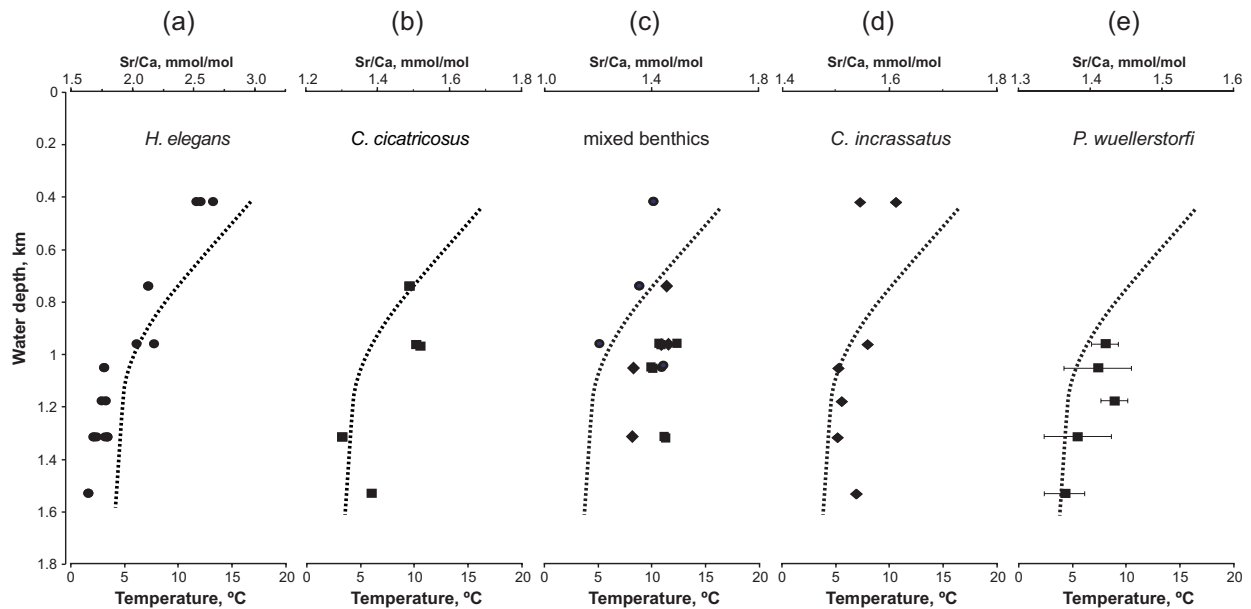 (a) (b) (c) (d) (e)
Sr/Ca, mmol/mol Sr/Ca, mmol/mol Sr/Ca, mmol/mol Sr/Ca, mmol/mol Sr/Ca, mmol/mol
1.5 2.0 2.5 3.0 1.2 1.4 1.6 1.8 1.0 1.4 1.8 1.4 1.6 1.8 1.3 1.4 1.5 1.6
0
H. elegans C. cicatricosus mixed benthics C. incrassatus P. wuellerstorfi
0.2
0.4
0.6
0.8
Water depth, km
1
1.2
1.4
1.6
1.8
0 5 10 15 20 0 5 10 15 20 0 5 10 15 20 0 5 10 15 20 0 5 10 15 20
Temperature, ºC Temperature, ºC Temperature, ºC Temperature, ºC Temperature, ºC